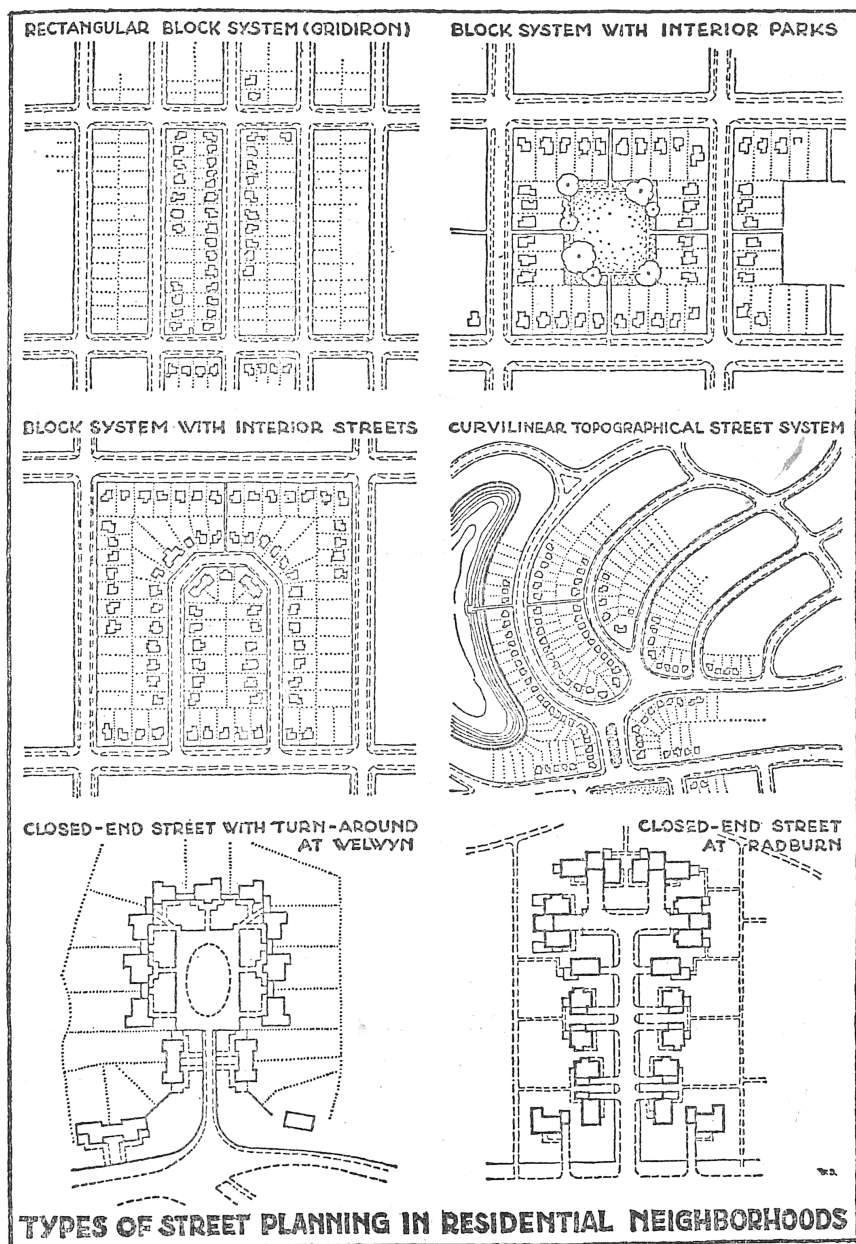 RECTANGULAR BLOCK SYSTEM (GRIDIRON)
BLOCK SYSTEM WITH INTERIOR PARKS
BLOCK SYSTEM WITH INTERIOR STREETS
CURVILINEAR TOPOGRAPHICAL STREET SYSTEM
CLOSED-END STREET WITH TURN-AROUND
AT WELWYN
CLOSED-END STREET
AT RADBURN
TYPES OF STREET PLANNING IN RESIDENTIAL NEIGHBORHOODS